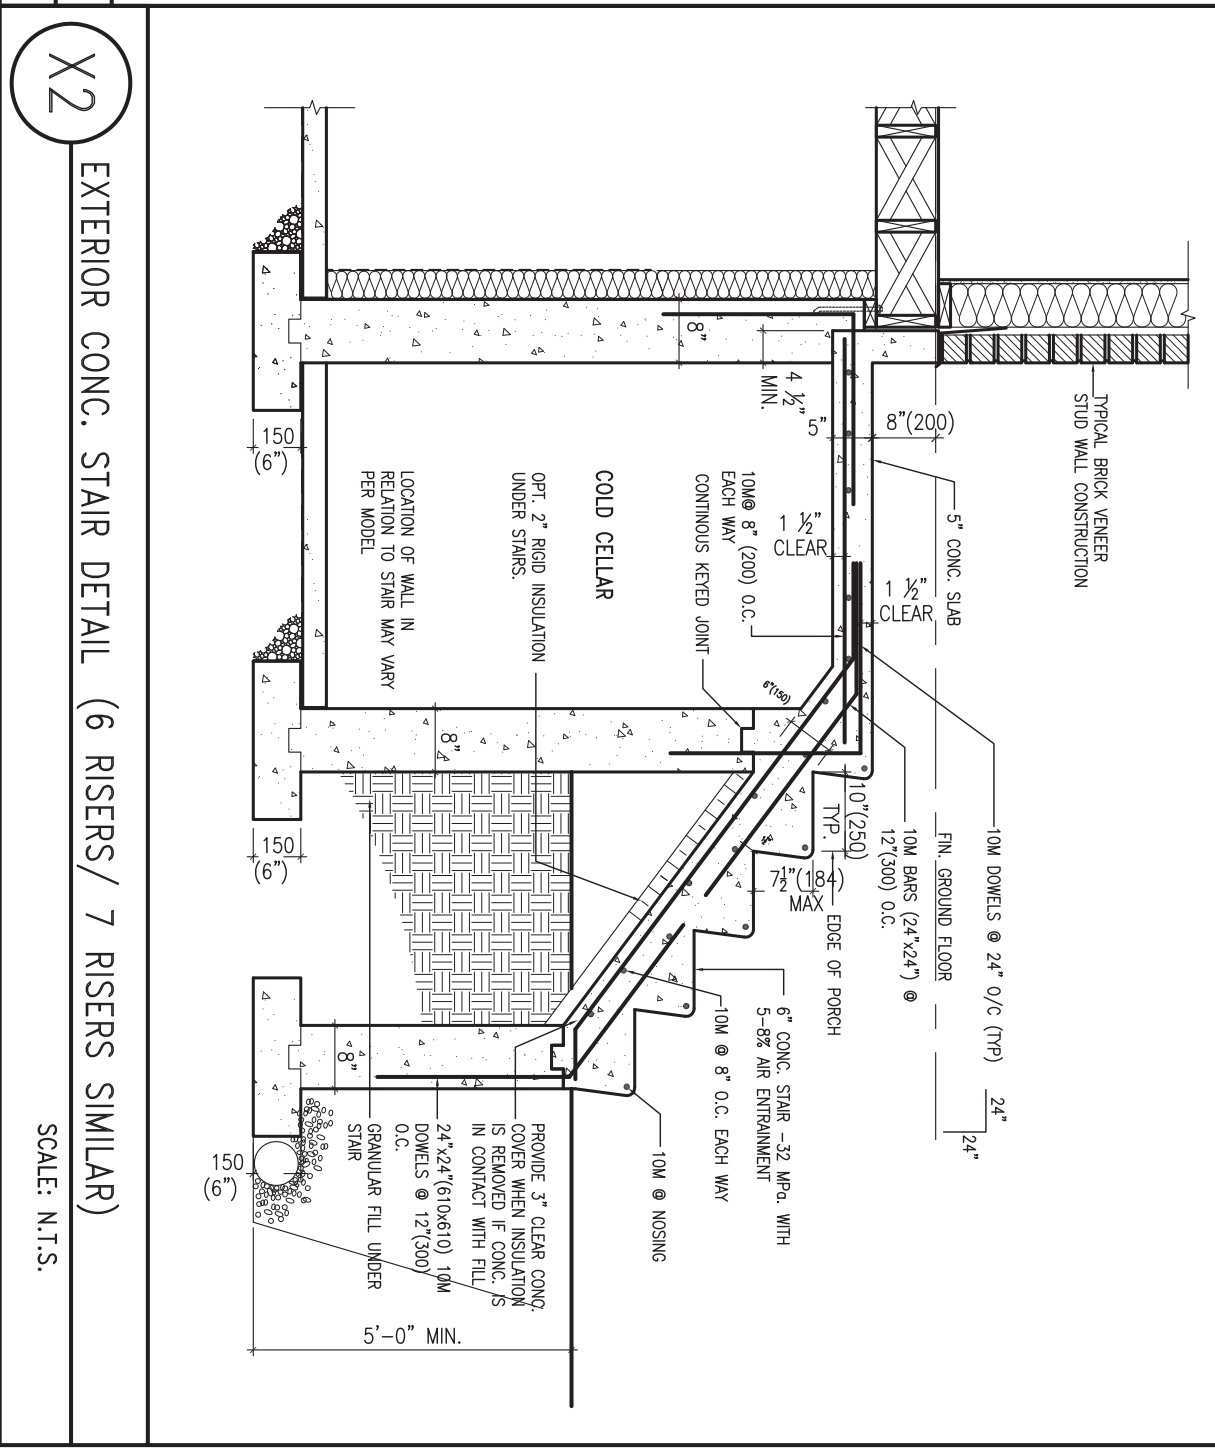 TYPICAL BRICK VENEER
STUD WALL CONSTRUCTION
8"(200)
5" CONC. SLAB
1 ½"
CLEAR
FIN. GROUND FLOOR
10M DOWELS @ 24" O/C (TYP)
24"
24"
10M BARS (24"x24") @
12"(300) O.C.
10"(250)
TYP.
7½"(184)
MAX
EDGE OF PORCH
6" CONC. STAIR -32 MPa. WITH
5-8% AIR ENTRAINMENT
10M @ 8" O.C. EACH WAY
10M @ NOSING
8"
4 ½"
MIN.
5"
1 ½"
CLEAR
10M@ 8" (200) O.C.
EACH WAY
CONTINOUS KEYED JOINT
6"(150)
COLD CELLAR
OPT. 2" RIGID INSULATION
UNDER STAIRS.
LOCATION OF WALL IN
RELATION TO STAIR MAY VARY
PER MODEL
8"
8"
PROVIDE 3" CLEAR CONC.
COVER WHEN INSULATION
IS REMOVED IF CONC. IS
IN CONTACT WITH FILL
24"x24"(610x610) 10M
DOWELS @ 12"(300)
O.C.
GRANULAR FILL UNDER
STAIR
150
(6")
150
(6")
150
(6")
5'-0" MIN.
X2
EXTERIOR CONC. STAIR DETAIL (6 RISERS/ 7 RISERS SIMILAR)
SCALE: N.T.S.